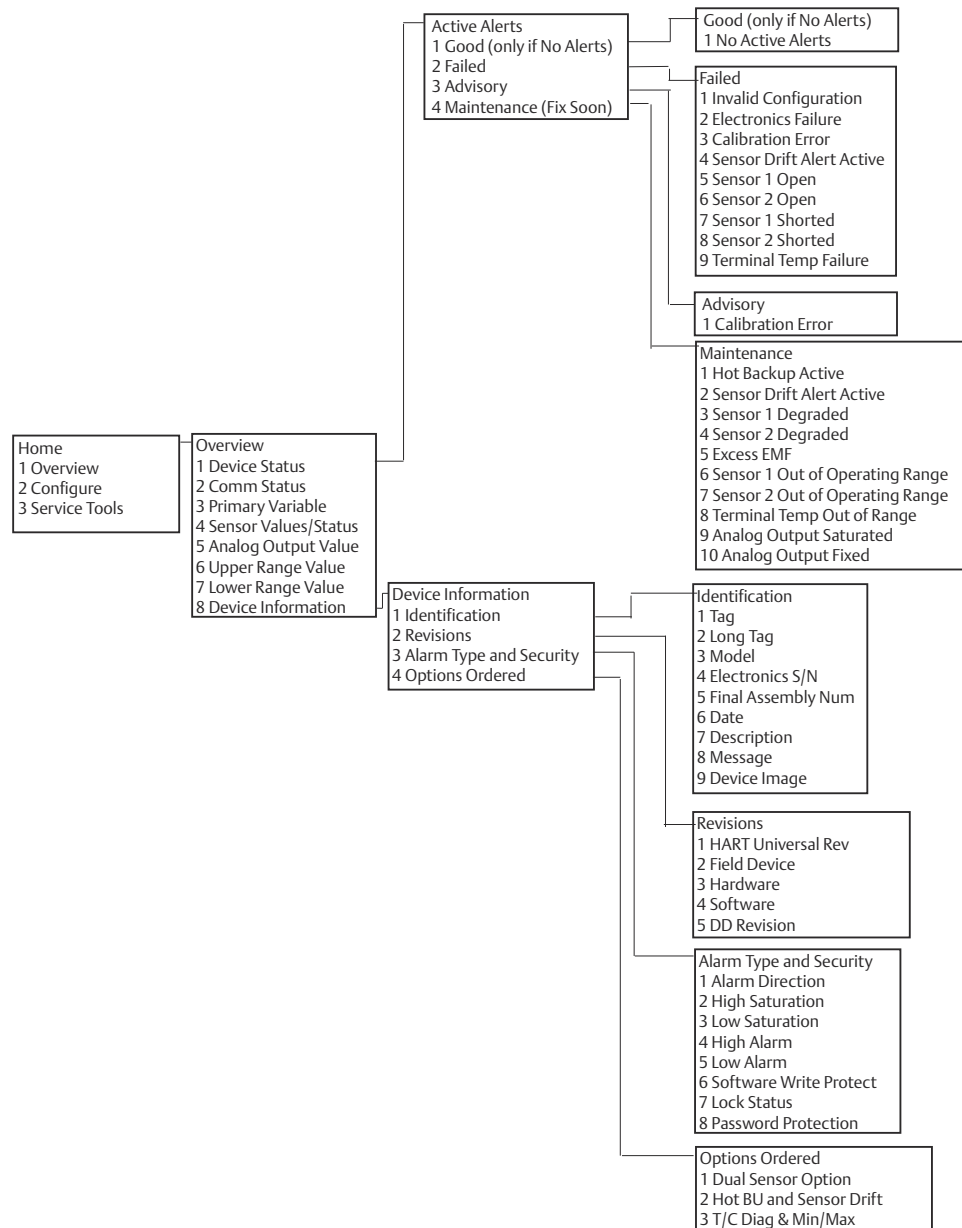 Home
1 Overview
2 Configure
3 Service Tools
Overview
1 Device Status
2 Comm Status
3 Primary Variable
4 Sensor Values/Status
5 Analog Output Value
6 Upper Range Value
7 Lower Range Value
8 Device Information
Active Alerts
1 Good (only if No Alerts)
2 Failed
3 Advisory
4 Maintenance (Fix Soon)
Good (only if No Alerts)
1 No Active Alerts
Failed
1 Invalid Configuration
2 Electronics Failure
3 Calibration Error
4 Sensor Drift Alert Active
5 Sensor 1 Open
6 Sensor 2 Open
7 Sensor 1 Shorted
8 Sensor 2 Shorted
9 Terminal Temp Failure
Advisory
1 Calibration Error
Maintenance
1 Hot Backup Active
2 Sensor Drift Alert Active
3 Sensor 1 Degraded
4 Sensor 2 Degraded
5 Excess EMF
6 Sensor 1 Out of Operating Range
7 Sensor 2 Out of Operating Range
8 Terminal Temp Out of Range
9 Analog Output Saturated
10 Analog Output Fixed
Device Information
1 Identification
2 Revisions
3 Alarm Type and Security
4 Options Ordered
Identification
1 Tag
2 Long Tag
3 Model
4 Electronics S/N
5 Final Assembly Num
6 Date
7 Description
8 Message
9 Device Image
Revisions
1 HART Universal Rev
2 Field Device
3 Hardware
4 Software
5 DD Revision
Alarm Type and Security
1 Alarm Direction
2 High Saturation
3 Low Saturation
4 High Alarm
5 Low Alarm
6 Software Write Protect
7 Lock Status
8 Password Protection
Options Ordered
1 Dual Sensor Option
2 Hot BU and Sensor Drift
3 T/C Diag & Min/Max